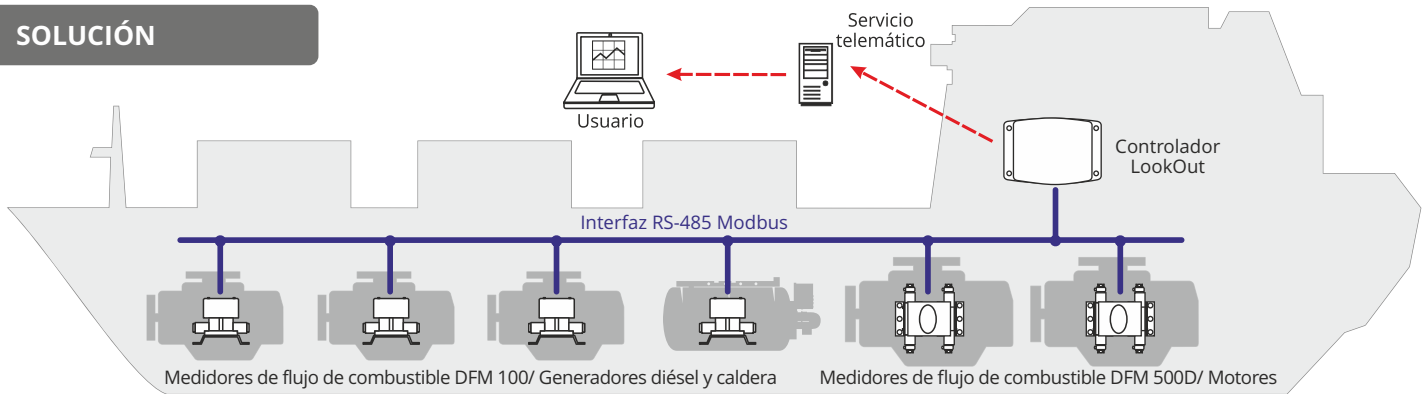 SOLUCIÓN
Servicio
telemático
Usuario
Controlador
LookOut
Interfaz RS-485 Modbus
Medidores de flujo de combustible DFM 100/ Generadores diésel y caldera
Medidores de flujo de combustible DFM 500D/ Motores